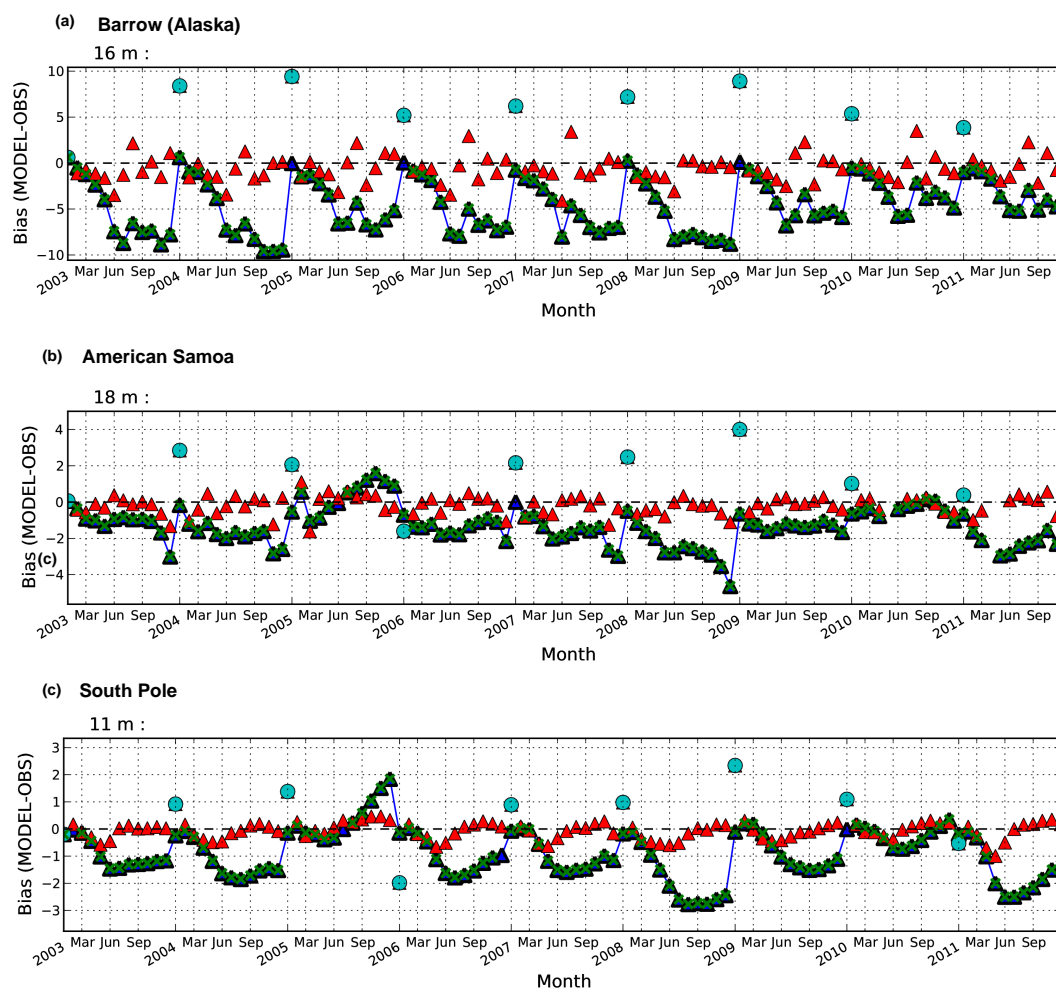 (a) Barrow (Alaska)
16 m :
10
5
0
−5
−10
Bias (MODEL-OBS)
2003 Mar Jun Sep 2004 Mar Jun Sep 2005 Mar Jun Sep 2006 Mar Jun Sep 2007 Mar Jun Sep 2008 Mar Jun Sep 2009 Mar Jun Sep 2010 Mar Jun Sep 2011 Mar Jun Sep
Month
(b) American Samoa
18 m :
4
2
0
−2
−4
Bias (MODEL-OBS)
(c)
2003 Mar Jun Sep 2004 Mar Jun Sep 2005 Mar Jun Sep 2006 Mar Jun Sep 2007 Mar Jun Sep 2008 Mar Jun Sep 2009 Mar Jun Sep 2010 Mar Jun Sep 2011 Mar Jun Sep
Month
(c) South Pole
11 m :
3
2
1
0
−1
−2
−3
Bias (MODEL-OBS)
2003 Mar Jun Sep 2004 Mar Jun Sep 2005 Mar Jun Sep 2006 Mar Jun Sep 2007 Mar Jun Sep 2008 Mar Jun Sep 2009 Mar Jun Sep 2010 Mar Jun Sep 2011 Mar Jun Sep
Month